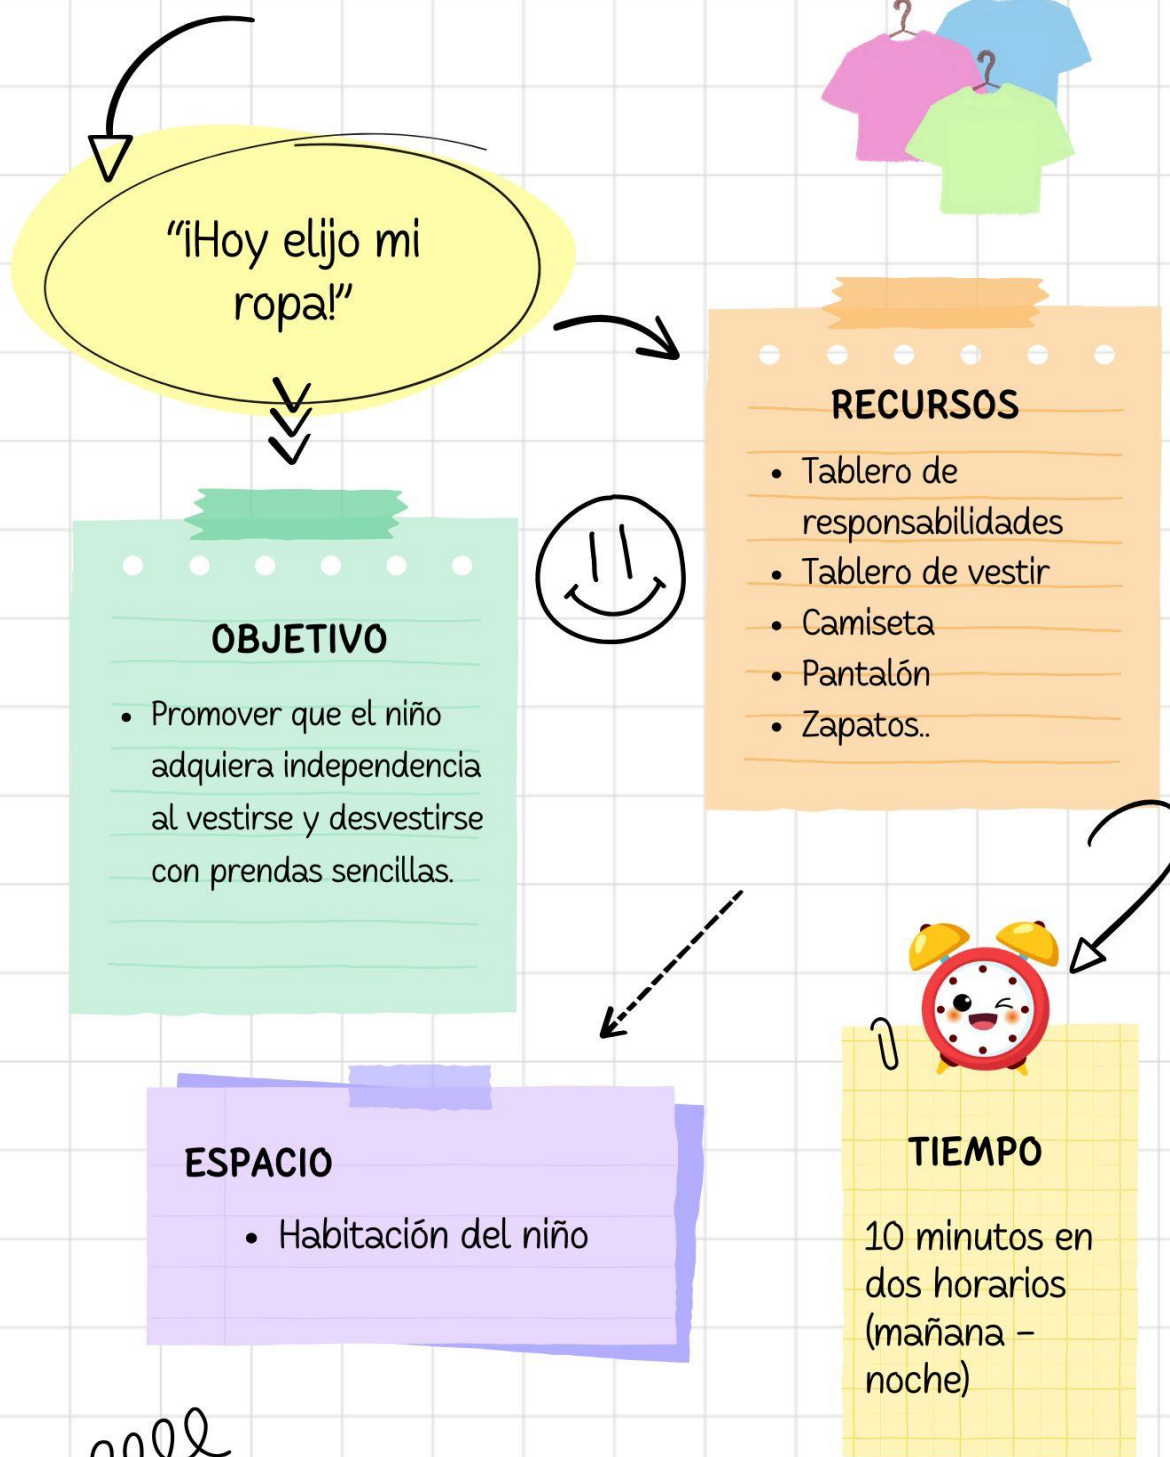 “¡Hoy elijo mi
ropa!”
RECURSOS
• Tablero de
responsabilidades
• Tablero de vestir
• Camiseta
• Pantalón
• Zapatos..
OBJETIVO
• Promover que el niño
adquiera independencia
al vestirse y desvestirse
con prendas sencillas.
ESPACIO
• Habitación del niño
TIEMPO
10 minutos en
dos horarios
(mañana –
noche)